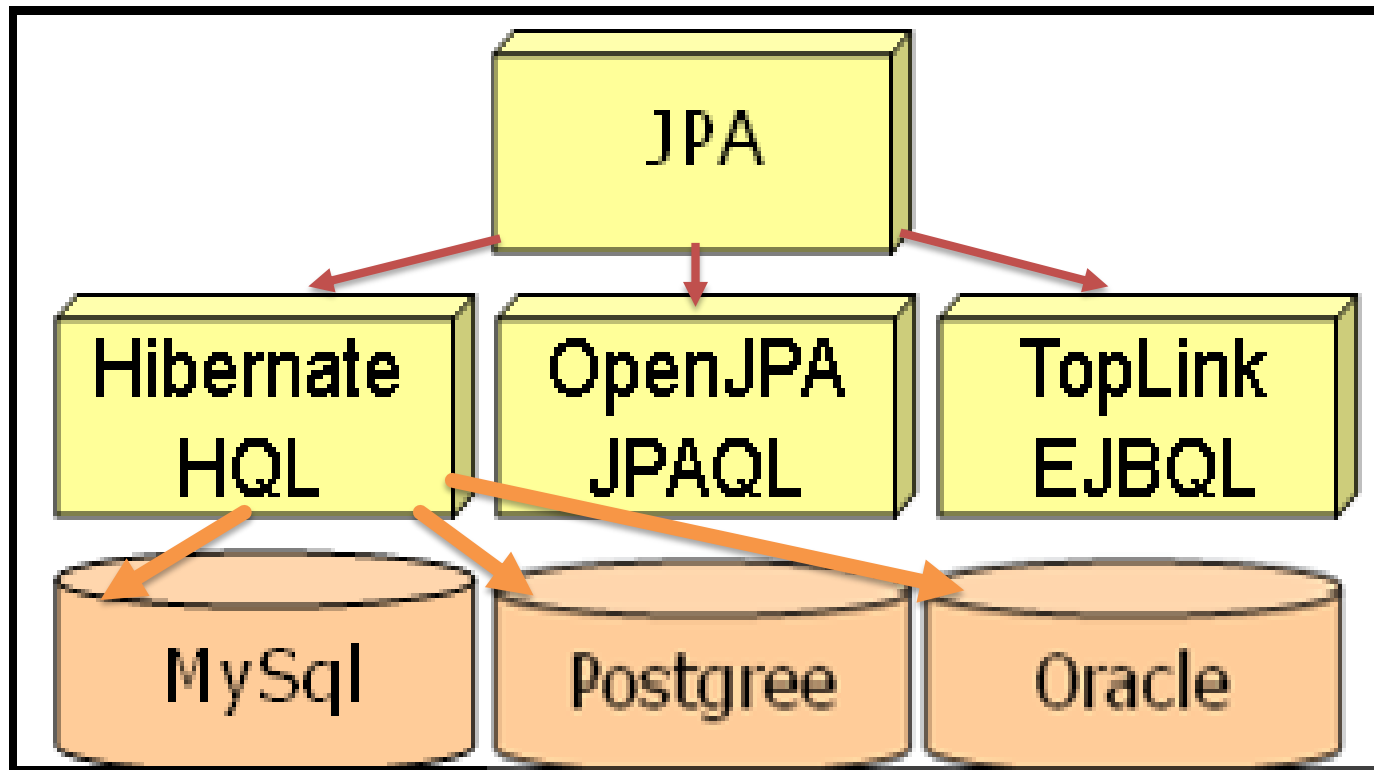 JPA
Hibernate
HQL
OpenJPA
JPAQL
TopLink
EJBQL
MySql
Postgree
Oracle